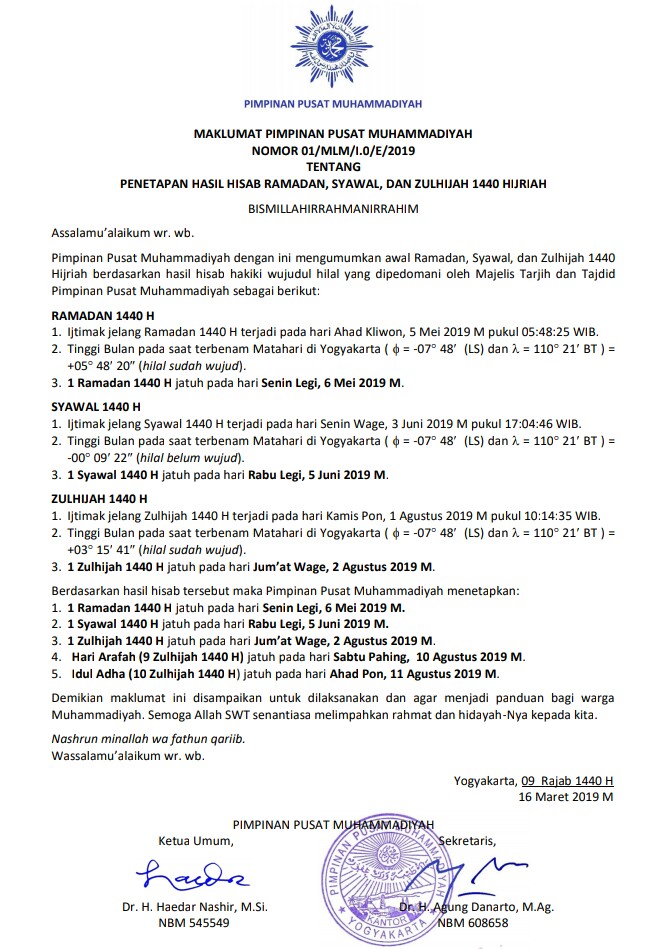 PIMPINAN PUSAT MUHAMMADIYAH
MAKLUMAT PIMPINAN PUSAT MUHAMMADIYAH
NOMOR 01/MLM/I.0/E/2019
TENTANG
PENETAPAN HASIL HISAB RAMADAN, SYAWAL, DAN ZULHIJAH 1440 HIJRIAH
BISMILLAHIRRAHMANIRRAHIM
Assalamu’alaikum wr. wb.
Pimpinan Pusat Muhammadiyah dengan ini mengumumkan awal Ramadan, Syawal, dan Zulhijah 1440
Hijriah berdasarkan hasil hisab hakiki wujudul hilal yang dipedomani oleh Majelis Tarjih dan Tajdid
Pimpinan Pusat Muhammadiyah sebagai berikut:
RAMADAN 1440 H
1. Ijtimak jelang Ramadan 1440 H terjadi pada hari Ahad Kliwon, 5 Mei 2019 M pukul 05:48:25 WIB.
2. Tinggi Bulan pada saat terbenam Matahari di Yogyakarta ( ϕ = -07° 48′ (LS) dan λ = 110° 21′ BT ) =
+05° 48′ 20″ (hilal sudah wujud).
3. 1 Ramadan 1440 H jatuh pada hari Senin Legi, 6 Mei 2019 M.
SYAWAL 1440 H
1. Ijtimak jelang Syawal 1440 H terjadi pada hari Senin Wage, 3 Juni 2019 M pukul 17:04:46 WIB.
2. Tinggi Bulan pada saat terbenam Matahari di Yogyakarta ( ϕ = -07° 48′ (LS) dan λ = 110° 21′ BT ) =
-00° 09′ 22″ (hilal belum wujud).
3. 1 Syawal 1440 H jatuh pada hari Rabu Legi, 5 Juni 2019 M.
ZULHIJAH 1440 H
1. Ijtimak jelang Zulhijah 1440 H terjadi pada hari Kamis Pon, 1 Agustus 2019 M pukul 10:14:35 WIB.
2. Tinggi Bulan pada saat terbenam Matahari di Yogyakarta ( ϕ = -07° 48′ (LS) dan λ = 110° 21′ BT ) =
+03° 15′ 41″ (hilal sudah wujud).
3. 1 Zulhijah 1440 H jatuh pada hari Jum’at Wage, 2 Agustus 2019 M.
Berdasarkan hasil hisab tersebut maka Pimpinan Pusat Muhammadiyah menetapkan:
1. 1 Ramadan 1440 H jatuh pada hari Senin Legi, 6 Mei 2019 M.
2. 1 Syawal 1440 H jatuh pada hari Rabu Legi, 5 Juni 2019 M.
3. 1 Zulhijah 1440 H jatuh pada hari Jum’at Wage, 2 Agustus 2019 M.
4. Hari Arafah (9 Zulhijah 1440 H) jatuh pada hari Sabtu Pahing, 10 Agustus 2019 M.
5. Idul Adha (10 Zulhijah 1440 H) jatuh pada hari Ahad Pon, 11 Agustus 2019 M.
Demikian maklumat ini disampaikan untuk dilaksanakan dan agar menjadi panduan bagi warga
Muhammadiyah. Semoga Allah SWT senantiasa melimpahkan rahmat dan hidayah-Nya kepada kita.
Nashrun minallah wa fathun qariib.
Wassalamu’alaikum wr. wb.
Yogyakarta, 09 Rajab 1440 H
16 Maret 2019 M
PIMPINAN PUSAT MUHAMMADIYAH
Ketua Umum, Sekretaris,
PIMPINAN PUSAT MUHAMMADIYAH
KANTOR
YOGYAKARTA
Dr. H. Haedar Nashir, M.Si. Dr. H. Agung Danarto, M.Ag.
NBM 545549 NBM 608658